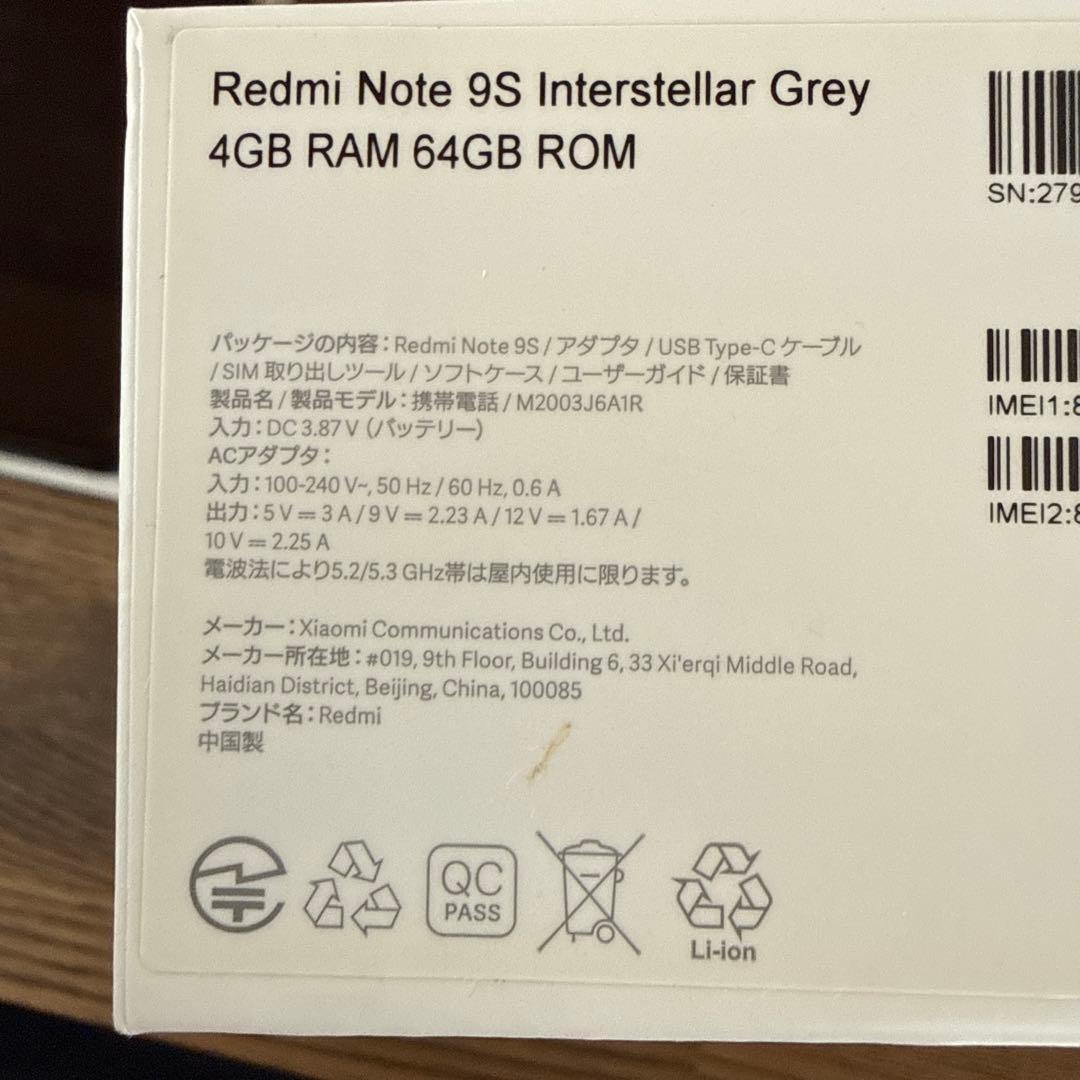 Redmi Note 9S Interstellar Grey
4GB RAM 64GB ROM
SN:279
パッケージの内容：Redmi Note 9S / アダプタ / USB Type-C ケーブル
/ SIM 取り出しツール / ソフトケース / ユーザーガイド / 保証書
製品名 / 製品モデル：携帯電話 / M2003J6A1R
入力：DC 3.87 V (バッテリー)
ACアダプタ：
入力：100-240 V~, 50 Hz / 60 Hz, 0.6 A
出力：5 V ⎓ 3 A / 9 V ⎓ 2.23 A / 12 V ⎓ 1.67 A /
10 V ⎓ 2.25 A
電波法により5.2/5.3 GHz帯は屋内使用に限ります。
IMEI1:8
IMEI2:8
メーカー：Xiaomi Communications Co., Ltd.
メーカー所在地：#019, 9th Floor, Building 6, 33 Xi'erqi Middle Road,
Haidian District, Beijing, China, 100085
ブランド名：Redmi
中国製
QC
PASS
Li-ion